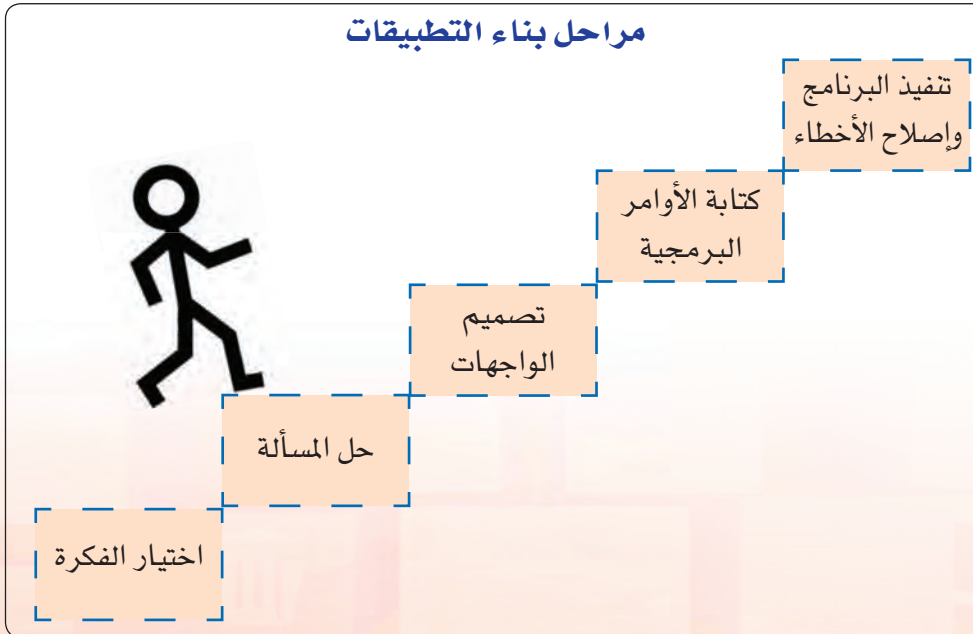 مراحل بناء التطبيقات
تنفيذ البرنامج
وإصلاح الأخطاء
كتابة الأوامر
البرمجية
تصميم
الواجهات
حل المسألة
اختيار الفكرة